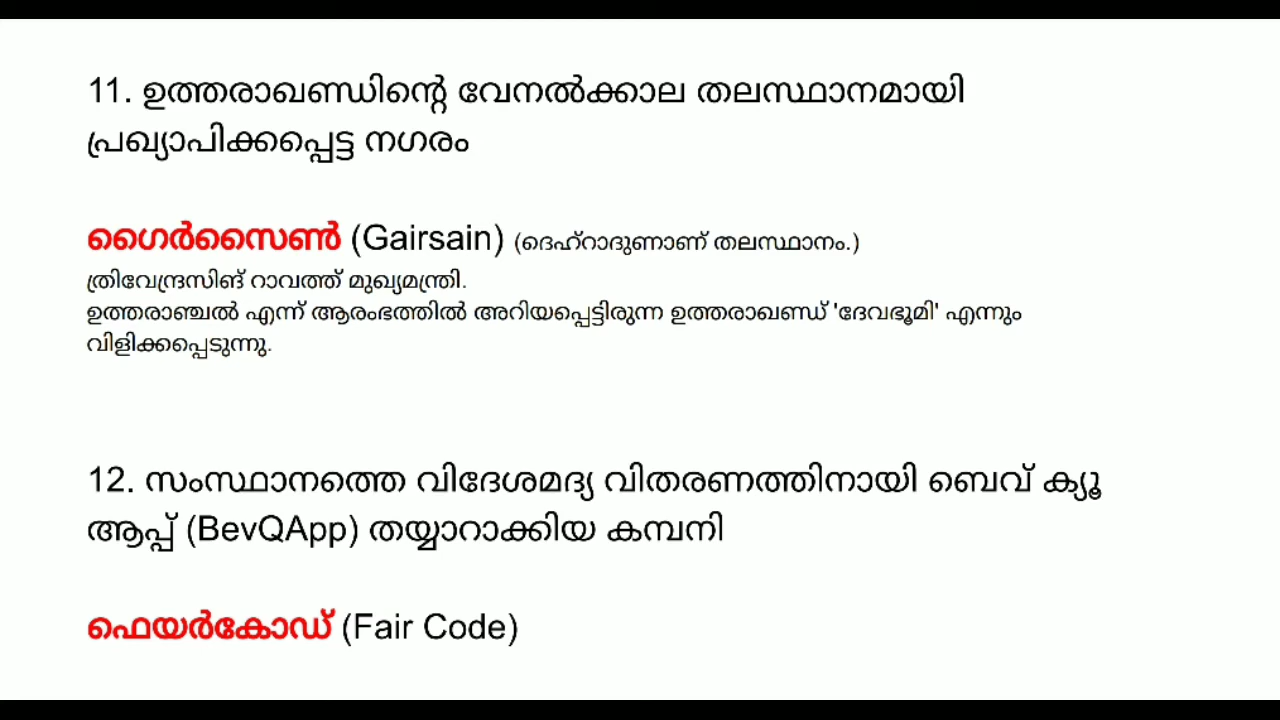 11. ഉത്തരാഖണ്ഡിന്റെ വേനൽക്കാല തലസ്ഥാനമായി
പ്രഖ്യാപിക്കപ്പെട്ട നഗരം
ഗൈർസൈൺ (Gairsain) (ദെഹ്റാദുണാണ് തലസ്ഥാനം.)
ത്രിവേന്ദ്രസിങ് റാവത്ത് മുഖ്യമന്ത്രി.
ഉത്തരാഞ്ചൽ എന്ന് ആരംഭത്തിൽ അറിയപ്പെട്ടിരുന്ന ഉത്തരാഖണ്ഡ് 'ദേവഭൂമി' എന്നും
വിളിക്കപ്പെടുന്നു.
12. സംസ്ഥാനത്തെ വിദേശമദ്യ വിതരണത്തിനായി ബെവ് ക്യൂ
ആപ്പ് (BevQApp) തയ്യാറാക്കിയ കമ്പനി
ഫെയർകോഡ് (Fair Code)